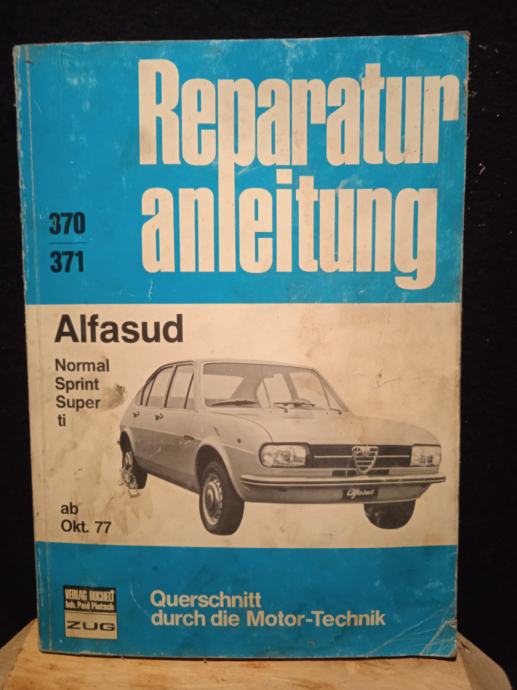 Reparatur
anleitung
370
371
Alfasud
Normal
Sprint
Super
ti
ab
Okt. 77
Alfasud
VERLAG BUCHELI
Inh. Paul Pietsch
ZUG
Querschnitt
durch die Motor-Technik